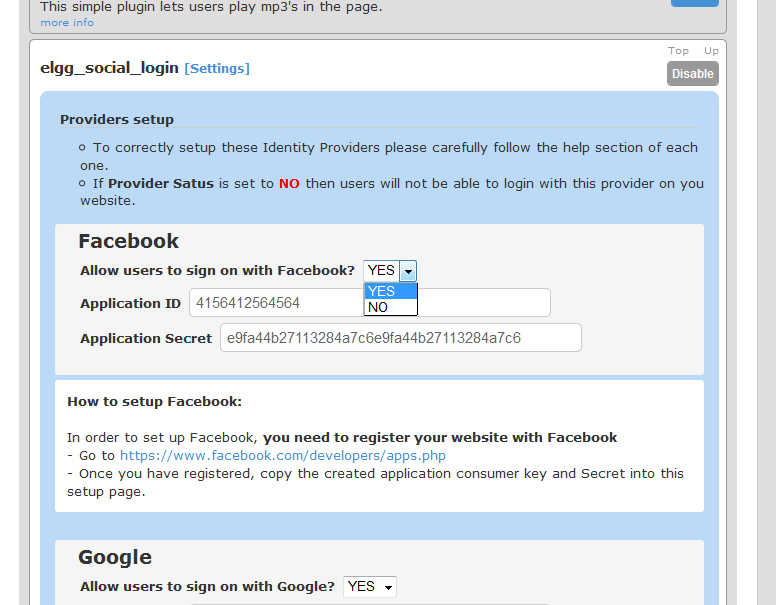 This simple plugin lets users play mp3's in the page.
more info
Top Up
elgg_social_login [Settings]
Disable
Providers setup
To correctly setup these Identity Providers please carefully follow the help section of each
one.
If Provider Satus is set to NO then users will not be able to login with this provider on you
website.
Facebook
Allow users to sign on with Facebook? YES
YES
NO
Application ID 4156412564564
Application Secret e9fa44b27113284a7c6e9fa44b27113284a7c6
How to setup Facebook:
In order to set up Facebook, you need to register your website with Facebook
- Go to https://www.facebook.com/developers/apps.php
- Once you have registered, copy the created application consumer key and Secret into this
setup page.
Google
Allow users to sign on with Google? YES